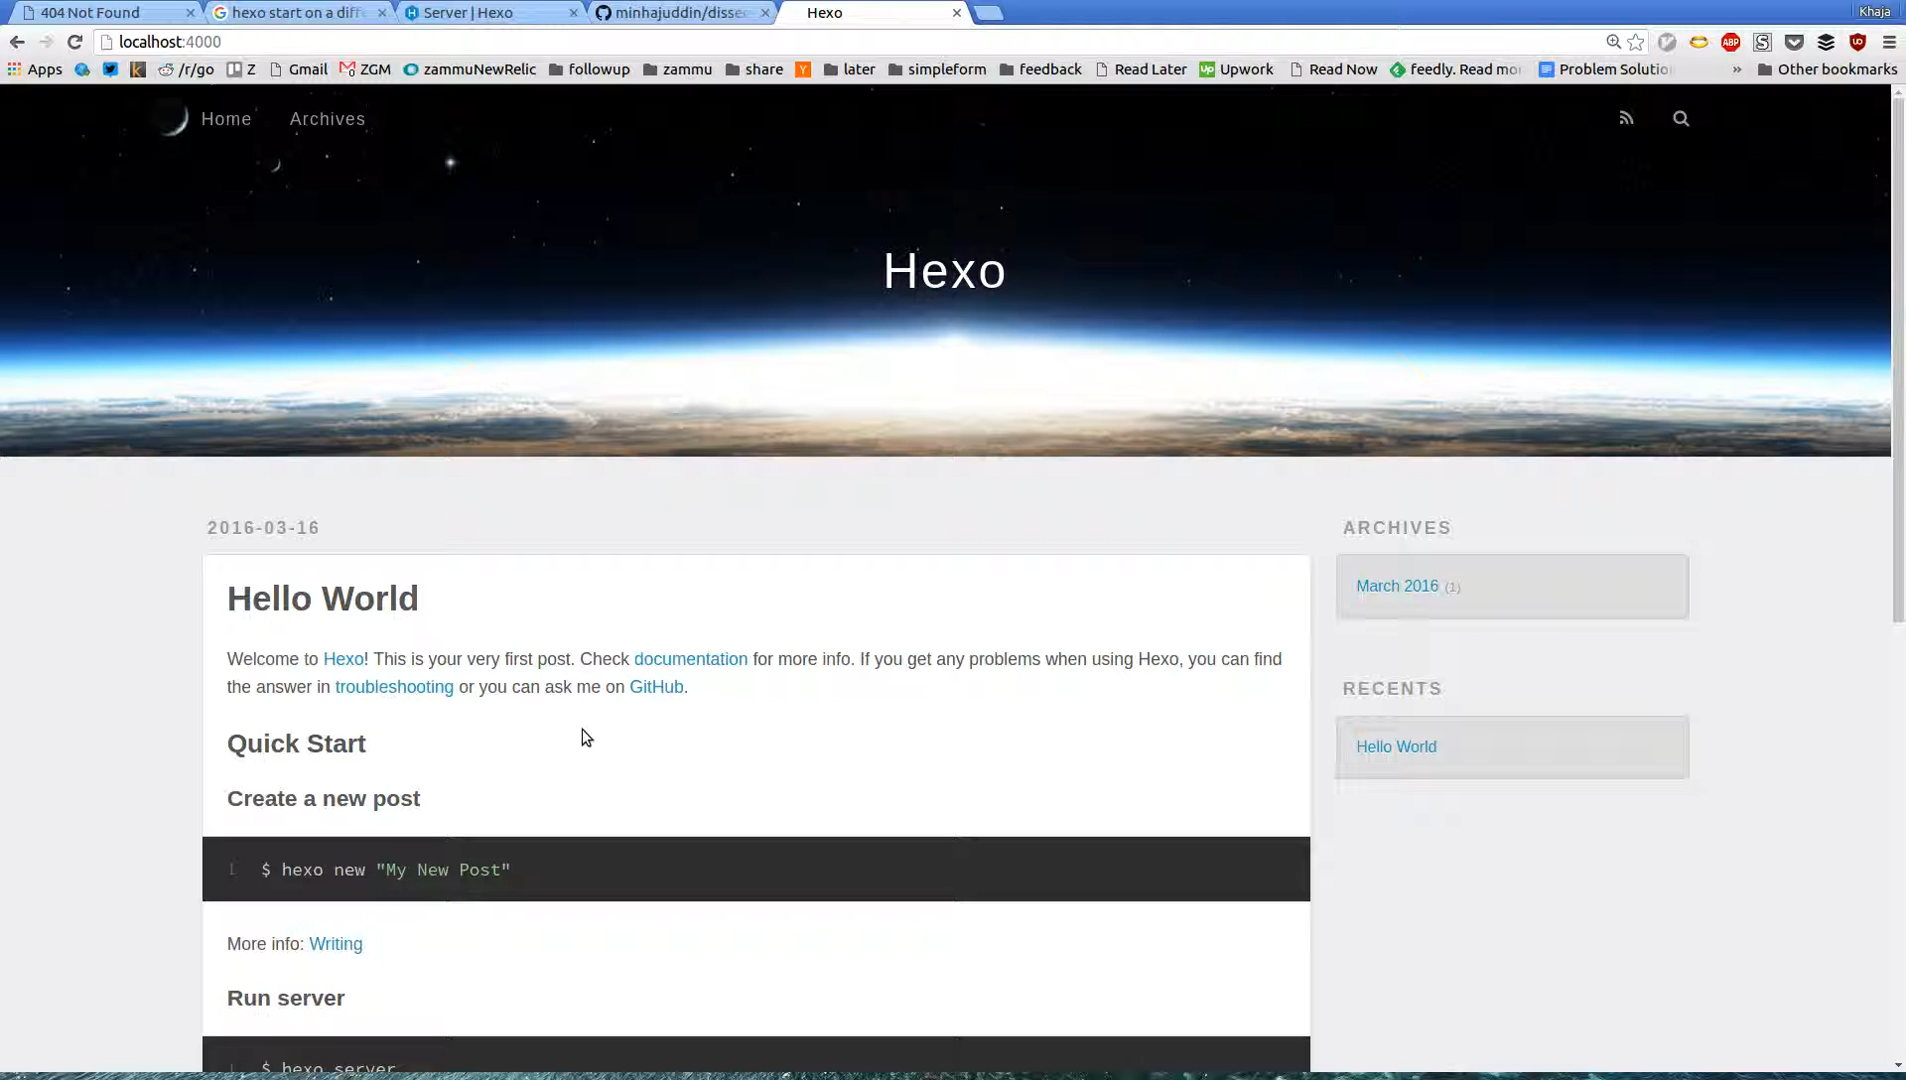 404 Not Found
hexo start on a diff
Server | Hexo
minhajuddin/disse
Hexo
Khaja
localhost:4000
Apps
/r/go
Z
Gmail
ZGM
zammuNewRelic
followup
zammu
share
later
simpleform
feedback
Read Later
Upwork
Read Now
feedly. Read mo
Problem Solutio
»
Other bookmarks
Home
Archives
Hexo
2016-03-16
Hello World
Welcome to Hexo! This is your very first post. Check documentation for more info. If you get any problems when using Hexo, you can find
the answer in troubleshooting or you can ask me on GitHub.
Quick Start
Create a new post
1 $ hexo new "My New Post"
More info: Writing
Run server
1 $ hexo server
ARCHIVES
March 2016 (1)
RECENTS
Hello World